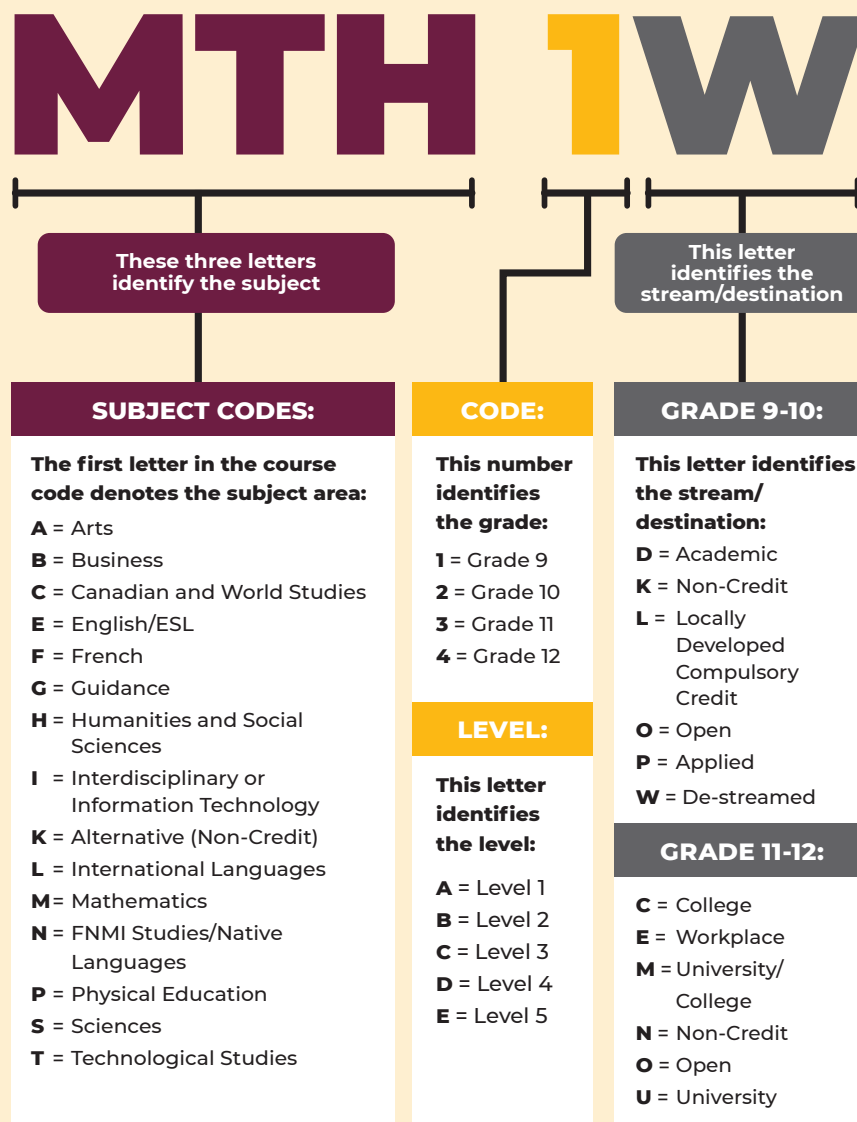 MTH 1W
These three letters
identify the subject
This letter
identifies the
stream/destination
SUBJECT CODES:
The first letter in the course
code denotes the subject area:
A = Arts
B = Business
C = Canadian and World Studies
E = English/ESL
F = French
G = Guidance
H = Humanities and Social
Sciences
I = Interdisciplinary or
Information Technology
K = Alternative (Non-Credit)
L = International Languages
M= Mathematics
N = FNMI Studies/Native
Languages
P = Physical Education
S = Sciences
T = Technological Studies
CODE:
This number
identifies
the grade:
1 = Grade 9
2 = Grade 10
3 = Grade 11
4 = Grade 12
LEVEL:
This letter
identifies
the level:
A = Level 1
B = Level 2
C = Level 3
D = Level 4
E = Level 5
GRADE 9-10:
This letter identifies
the stream/
destination:
D = Academic
K = Non-Credit
L = Locally
Developed
Compulsory
Credit
O = Open
P = Applied
W = De-streamed
GRADE 11-12:
C = College
E = Workplace
M = University/
College
N = Non-Credit
O = Open
U = University